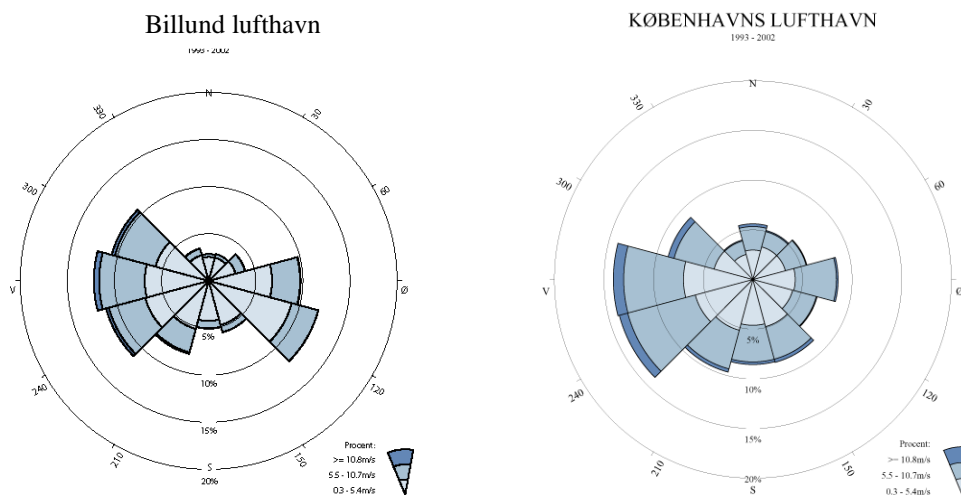 Billund lufthavn
1993 - 2002
N
30
60
Ø
120
150
S
210
240
V
300
330
5%
10%
15%
20%
Procent:
>= 10.8m/s
5.5 - 10.7m/s
0.3 - 5.4m/s
KØBENHAVNS LUFTHAVN
1993 - 2002
N
30
60
Ø
120
150
S
210
240
V
300
330
5%
10%
15%
20%
Procent:
>= 10.8m/s
5.5 - 10.7m/s
0.3 - 5.4m/s